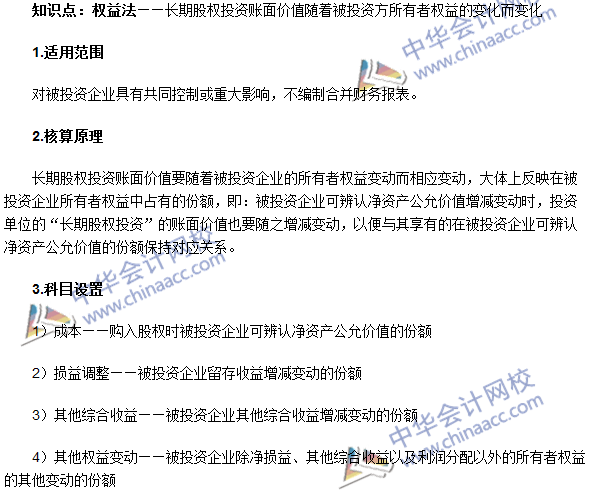 知识点：权益法——长期股权投资账面价值随着被投资方所有者权益的变化而变化
1.适用范围
对被投资企业具有共同控制或重大影响，不编制合并财务报表。
2.核算原理
长期股权投资账面价值要随着被投资企业的所有者权益变动而相应变动，大体上反映在被
投资企业所有者权益中占有的份额，即：被投资企业可辨认净资产公允价值增减变动时，投资
单位的“长期股权投资”的账面价值也要随之增减变动，以便与其享有的在被投资企业可辨认
净资产公允价值的份额保持对应关系。
3.科目设置
1）成本——购入股权时被投资企业可辨认净资产公允价值的份额
2）损益调整——被投资企业留存收益增减变动的份额
3）其他综合收益——被投资企业其他综合收益增减变动的份额
4）其他权益变动——被投资企业除净损益、其他综合收益以及利润分配以外的所有者权益
的其他变动的份额
中华会计网校
www.chinaacc.com
中华会计网校
www.chinaacc.com
中华会计网校
www.chinaacc.com